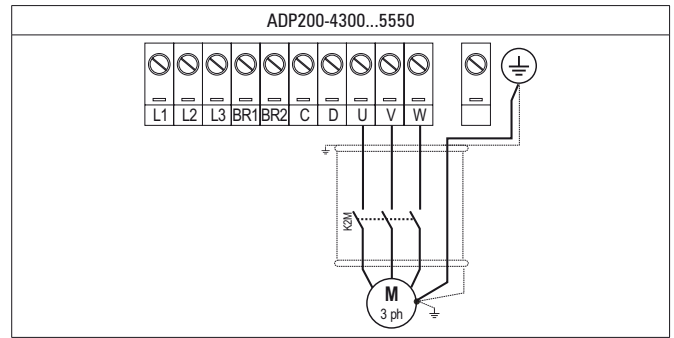 ADP200-4300...5550
L1 L2 L3 BR1 BR2 C D U V W
K2M
M
3 ph